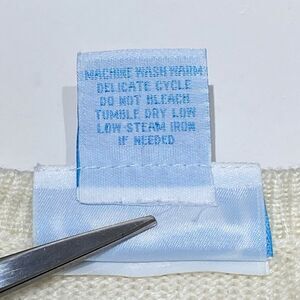 MACHINE WASH WARM
DELICATE CYCLE
DO NOT BLEACH
TUMBLE DRY LOW
LOW STEAM IRON
IF NEEDED